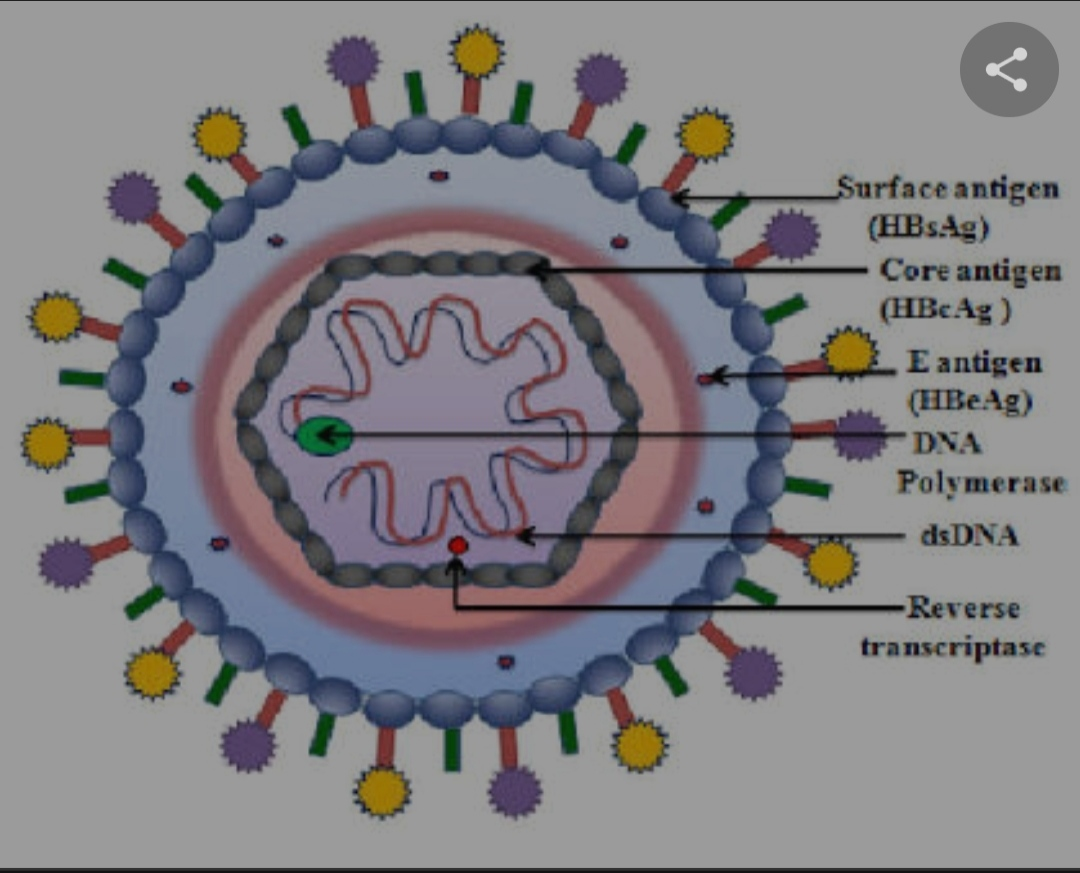 Surface antigen
(HBsAg)
Core antigen
(HBcAg )
E antigen
(HBeAg)
DNA
Polymerase
dsDNA
Reverse
transcriptase